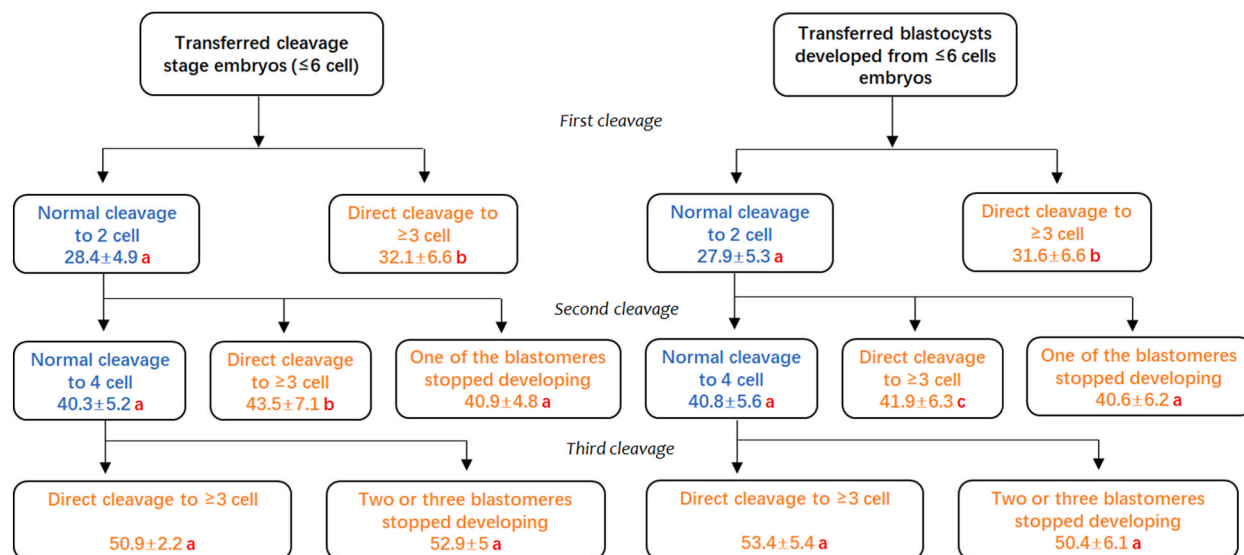 Transferred cleavage
stage embryos (≤6 cell)
Transferred blastocysts
developed from ≤6 cells
embryos
First cleavage
Normal cleavage
to 2 cell
28.4±4.9 a
Direct cleavage to
≥3 cell
32.1±6.6 b
Normal cleavage
to 2 cell
27.9±5.3 a
Direct cleavage to
≥3 cell
31.6±6.6 b
Second cleavage
Normal cleavage
to 4 cell
40.3±5.2 a
Direct cleavage
to ≥3 cell
43.5±7.1 b
One of the blastomeres
stopped developing
40.9±4.8 a
Normal cleavage
to 4 cell
40.8±5.6 a
Direct cleavage
to ≥3 cell
41.9±6.3 c
One of the blastomeres
stopped developing
40.6±6.2 a
Third cleavage
Direct cleavage to ≥3 cell
50.9±2.2 a
Two or three blastomeres
stopped developing
52.9±5 a
Direct cleavage to ≥3 cell
53.4±5.4 a
Two or three blastomeres
stopped developing
50.4±6.1 a